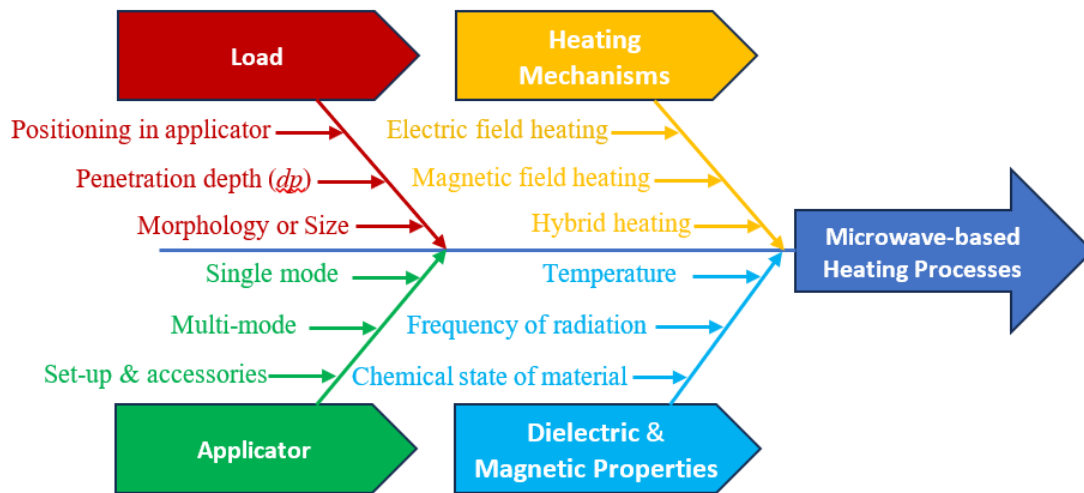 Load
Heating
Mechanisms
Positioning in applicator
Penetration depth (dp)
Morphology or Size
Electric field heating
Magnetic field heating
Hybrid heating
Microwave-based
Heating Processes
Single mode
Multi-mode
Set-up & accessories
Temperature
Frequency of radiation
Chemical state of material
Applicator
Dielectric &
Magnetic Properties